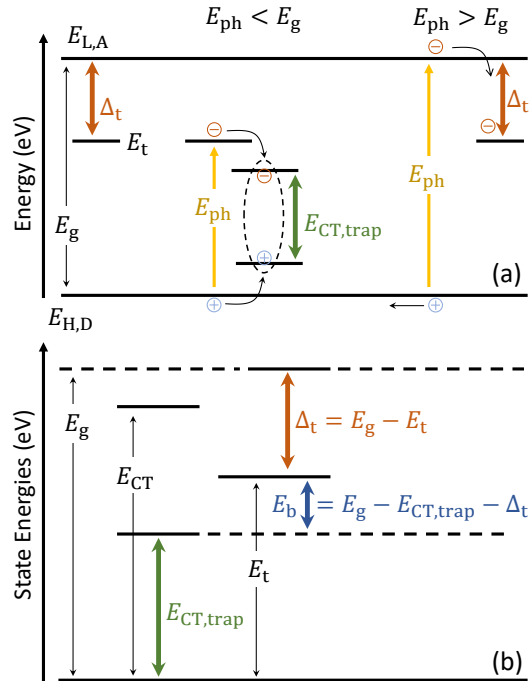 E_ph < E_g
E_ph > E_g
E_L,A
⊖
Δ_t
⊖
Δ_t
E_t
⊖
⊖
Energy (eV)
E_ph
E_CT,trap
E_ph
E_g
⊕
(a)
⊕
⊕
E_H,D
E_g
Δ_t = E_g − E_t
E_CT
E_b = E_g − E_CT,trap − Δ_t
State Energies (eV)
E_t
E_CT,trap
(b)